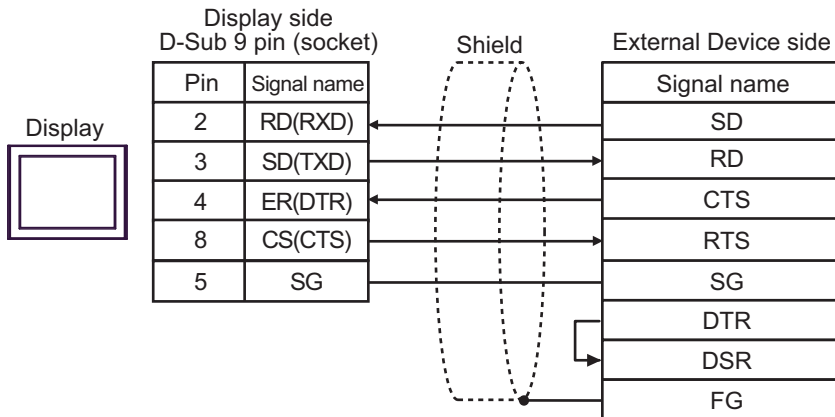 Display side
D-Sub 9 pin (socket)
Shield
External Device side
Pin Signal name Signal name
Display
2 RD(RXD) SD
3 SD(TXD) RD
4 ER(DTR) CTS
8 CS(CTS) RTS
5 SG SG
DTR
DSR
FG